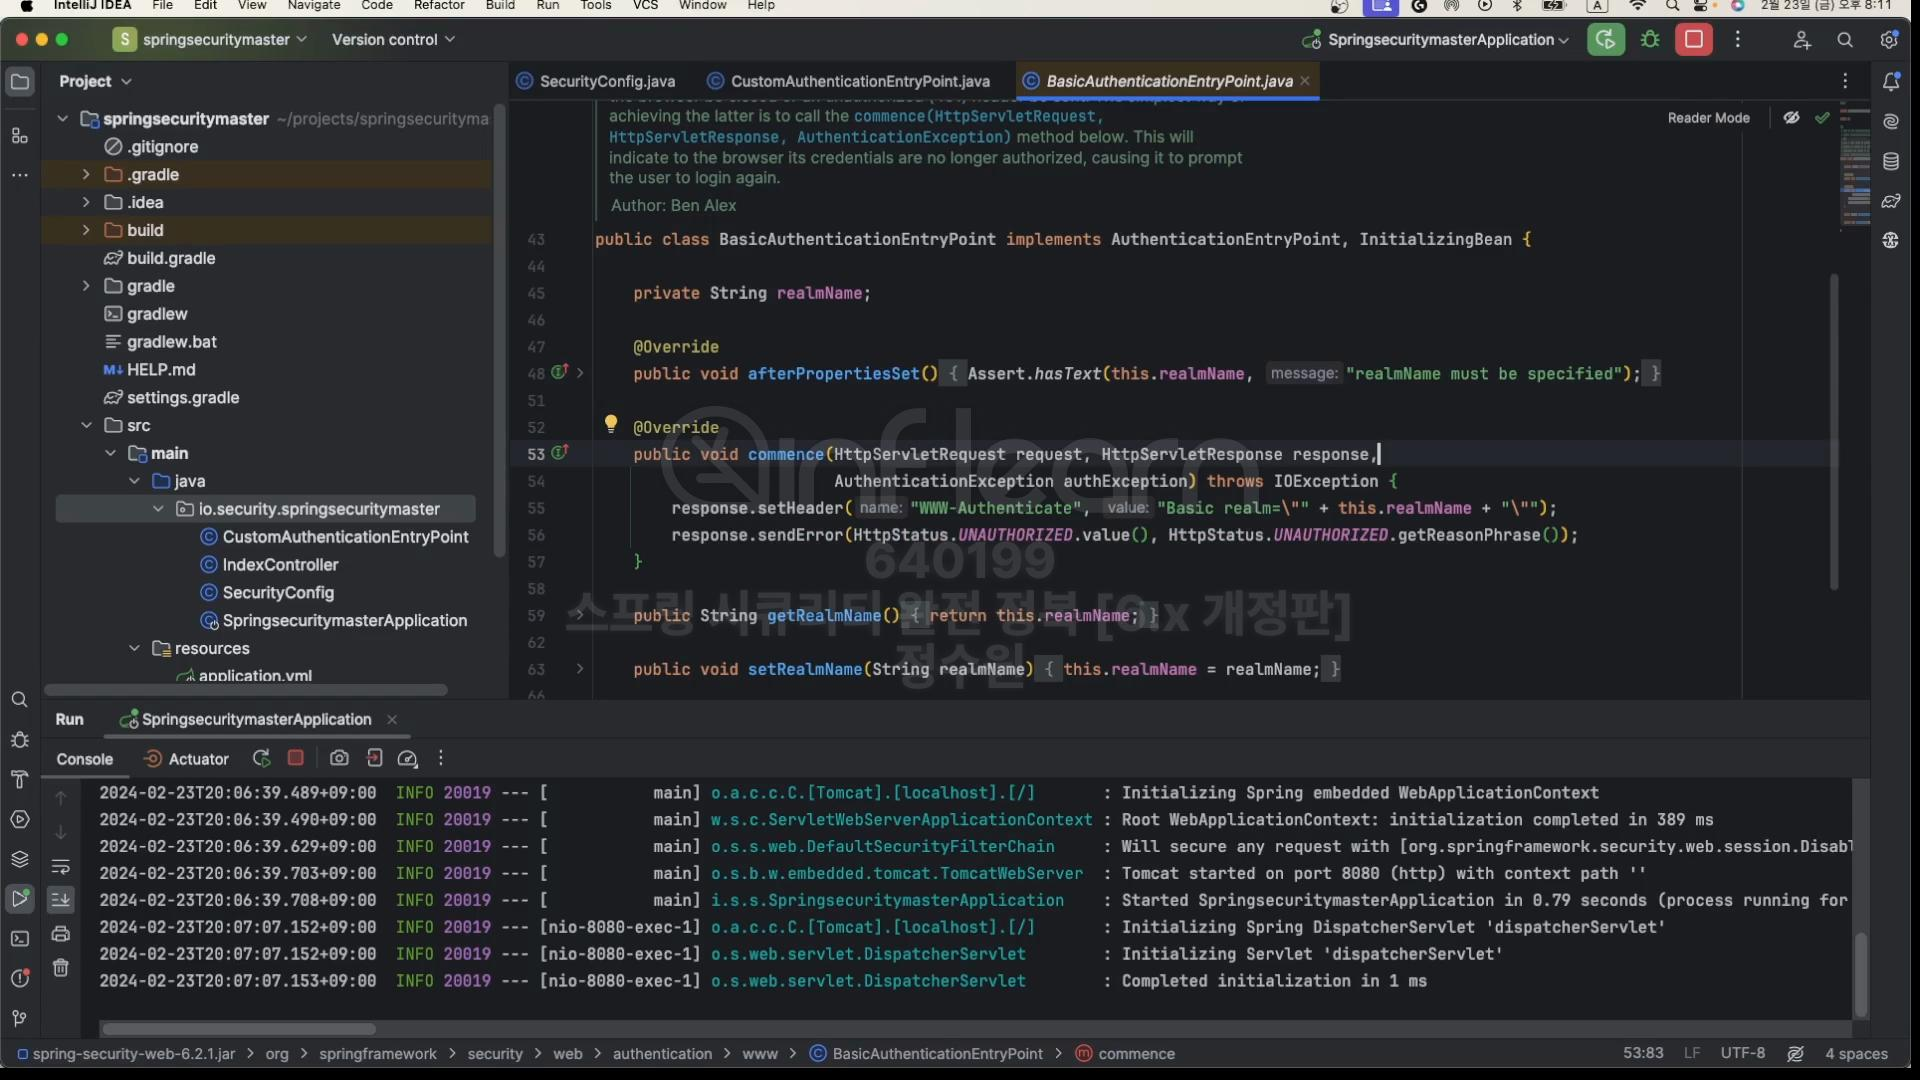 IntelliJ IDEA File Edit View Navigate Code Refactor Build Run Tools VCS Window Help A 2월 23일 (금) 오후 8:11
S springsecuritymaster Version control SpringsecuritymasterApplication
Project
SecurityConfig.java CustomAuthenticationEntryPoint.java BasicAuthenticationEntryPoint.java
springsecuritymaster ~/projects/springsecurityma
.gitignore
.gradle
.idea
build
build.gradle
gradle
gradlew
gradlew.bat
M↓ HELP.md
settings.gradle
src
main
java
io.security.springsecuritymaster
CustomAuthenticationEntryPoint
IndexController
SecurityConfig
SpringsecuritymasterApplication
resources
application.yml
Reader Mode
achieving the latter is to call the commence(HttpServletRequest,
HttpServletResponse, AuthenticationException) method below. This will
indicate to the browser its credentials are no longer authorized, causing it to prompt
the user to login again.
Author: Ben Alex
43 public class BasicAuthenticationEntryPoint implements AuthenticationEntryPoint, InitializingBean {
44
45 private String realmName;
46
47 @Override
48 public void afterPropertiesSet() { Assert.hasText(this.realmName, message: "realmName must be specified"); }
51
52 @Override
53 public void commence(HttpServletRequest request, HttpServletResponse response,
54 AuthenticationException authException) throws IOException {
55 response.setHeader( name: "WWW-Authenticate", value: "Basic realm=\"" + this.realmName + "\"");
56 response.sendError(HttpStatus.UNAUTHORIZED.value(), HttpStatus.UNAUTHORIZED.getReasonPhrase());
57 }
58
59 public String getRealmName() { return this.realmName; }
62
63 public void setRealmName(String realmName) { this.realmName = realmName; }
66
inflearn
640199
스프링 시큐리티 완전 정복 [6.x 개정판]
정수원
Run SpringsecuritymasterApplication
Console Actuator
2024-02-23T20:06:39.489+09:00 INFO 20019 --- [ main] o.a.c.c.C.[Tomcat].[localhost].[/] : Initializing Spring embedded WebApplicationContext
2024-02-23T20:06:39.490+09:00 INFO 20019 --- [ main] w.s.c.ServletWebServerApplicationContext : Root WebApplicationContext: initialization completed in 389 ms
2024-02-23T20:06:39.629+09:00 INFO 20019 --- [ main] o.s.s.web.DefaultSecurityFilterChain : Will secure any request with [org.springframework.security.web.session.Disabl
2024-02-23T20:06:39.703+09:00 INFO 20019 --- [ main] o.s.b.w.embedded.tomcat.TomcatWebServer : Tomcat started on port 8080 (http) with context path ''
2024-02-23T20:06:39.708+09:00 INFO 20019 --- [ main] i.s.s.SpringsecuritymasterApplication : Started SpringsecuritymasterApplication in 0.79 seconds (process running for
2024-02-23T20:07:07.152+09:00 INFO 20019 --- [nio-8080-exec-1] o.a.c.c.C.[Tomcat].[localhost].[/] : Initializing Spring DispatcherServlet 'dispatcherServlet'
2024-02-23T20:07:07.152+09:00 INFO 20019 --- [nio-8080-exec-1] o.s.web.servlet.DispatcherServlet : Initializing Servlet 'dispatcherServlet'
2024-02-23T20:07:07.153+09:00 INFO 20019 --- [nio-8080-exec-1] o.s.web.servlet.DispatcherServlet : Completed initialization in 1 ms
spring-security-web-6.2.1.jar > org > springframework > security > web > authentication > www > BasicAuthenticationEntryPoint > commence 53:83 LF UTF-8 4 spaces